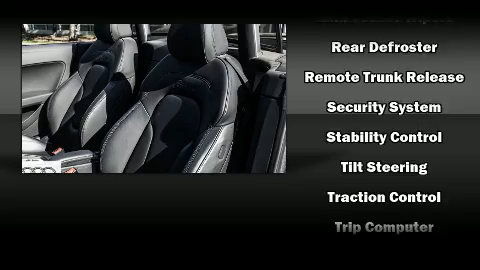 Rear Defroster
Remote Trunk Release
Security System
Stability Control
Tilt Steering
Traction Control
Trip Computer